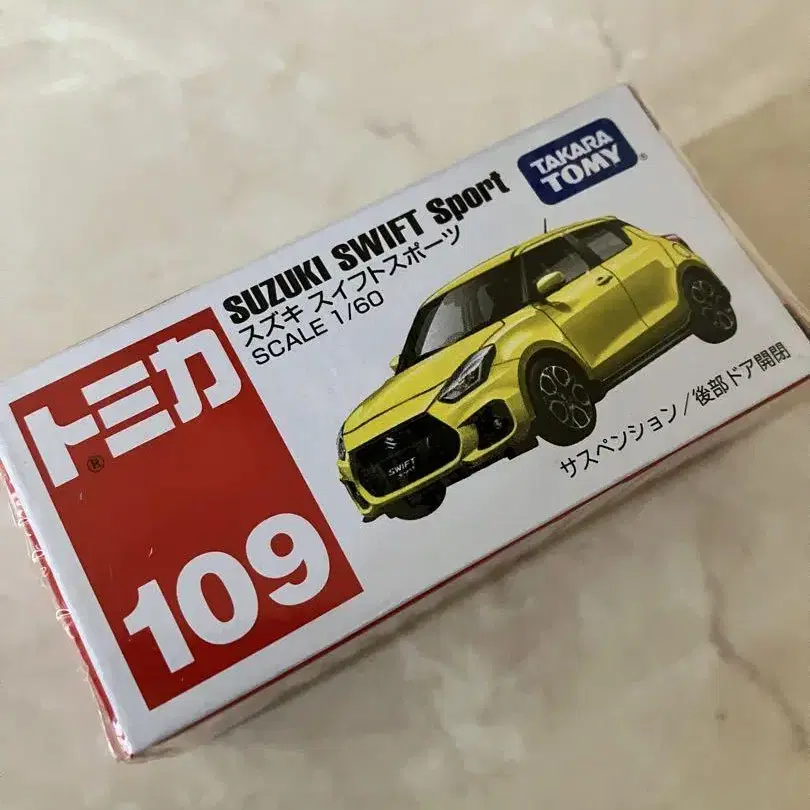 TAKARA
TOMY®
SUZUKI SWIFT Sport
スズキ スイフトスポーツ
SCALE 1/60
トミカ®
109
SWIFT
サスペンション/後部ドア開閉